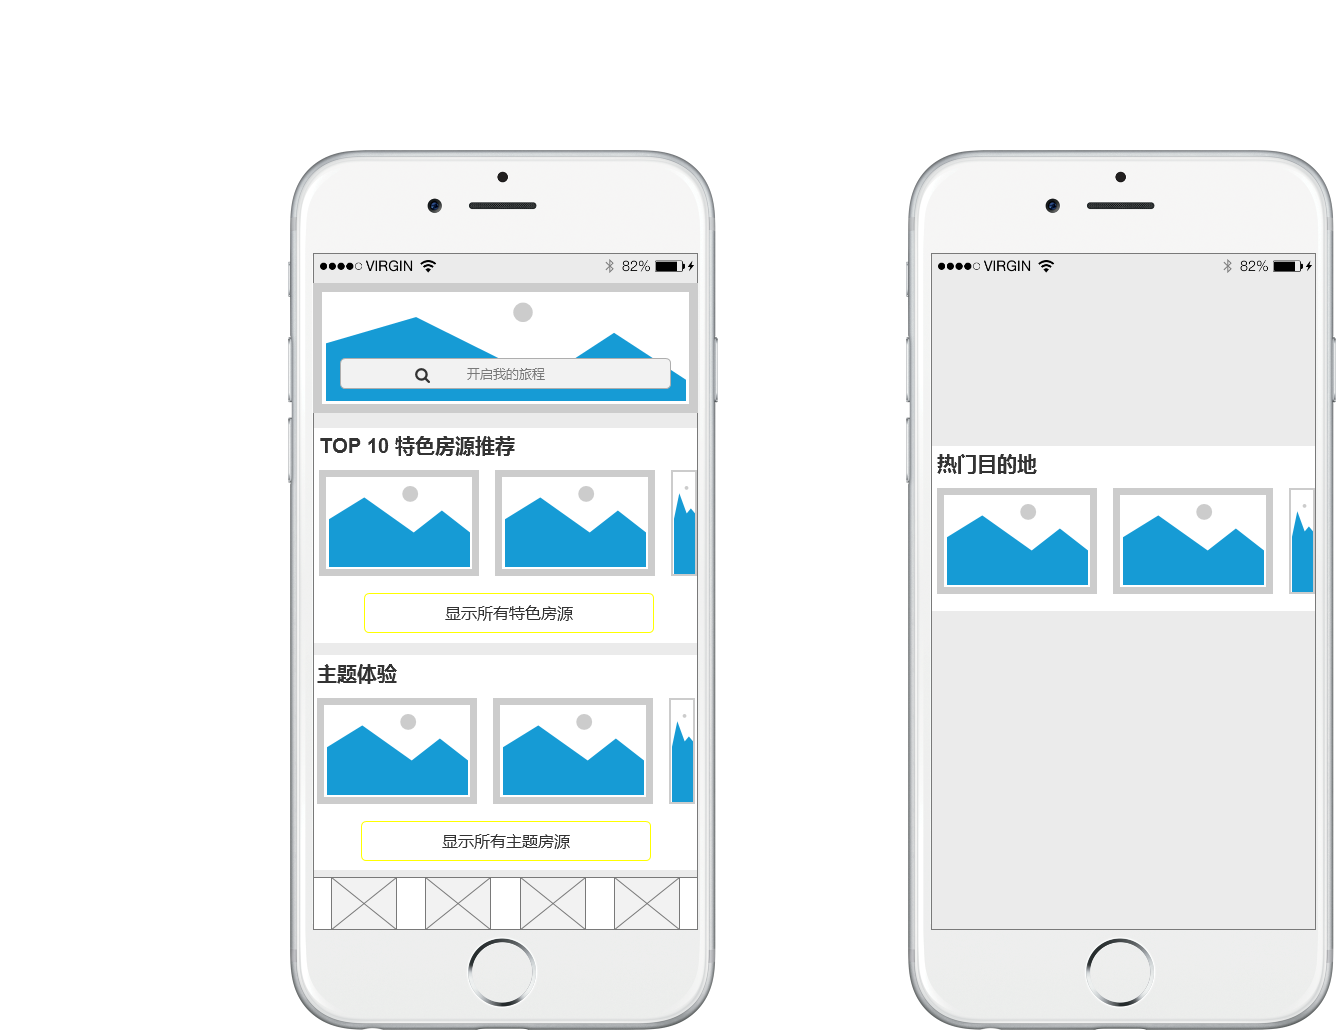 VIRGIN 82%
开启我的旅程
TOP 10 特色房源推荐
显示所有特色房源
主题体验
显示所有主题房源
VIRGIN 82%
热门目的地